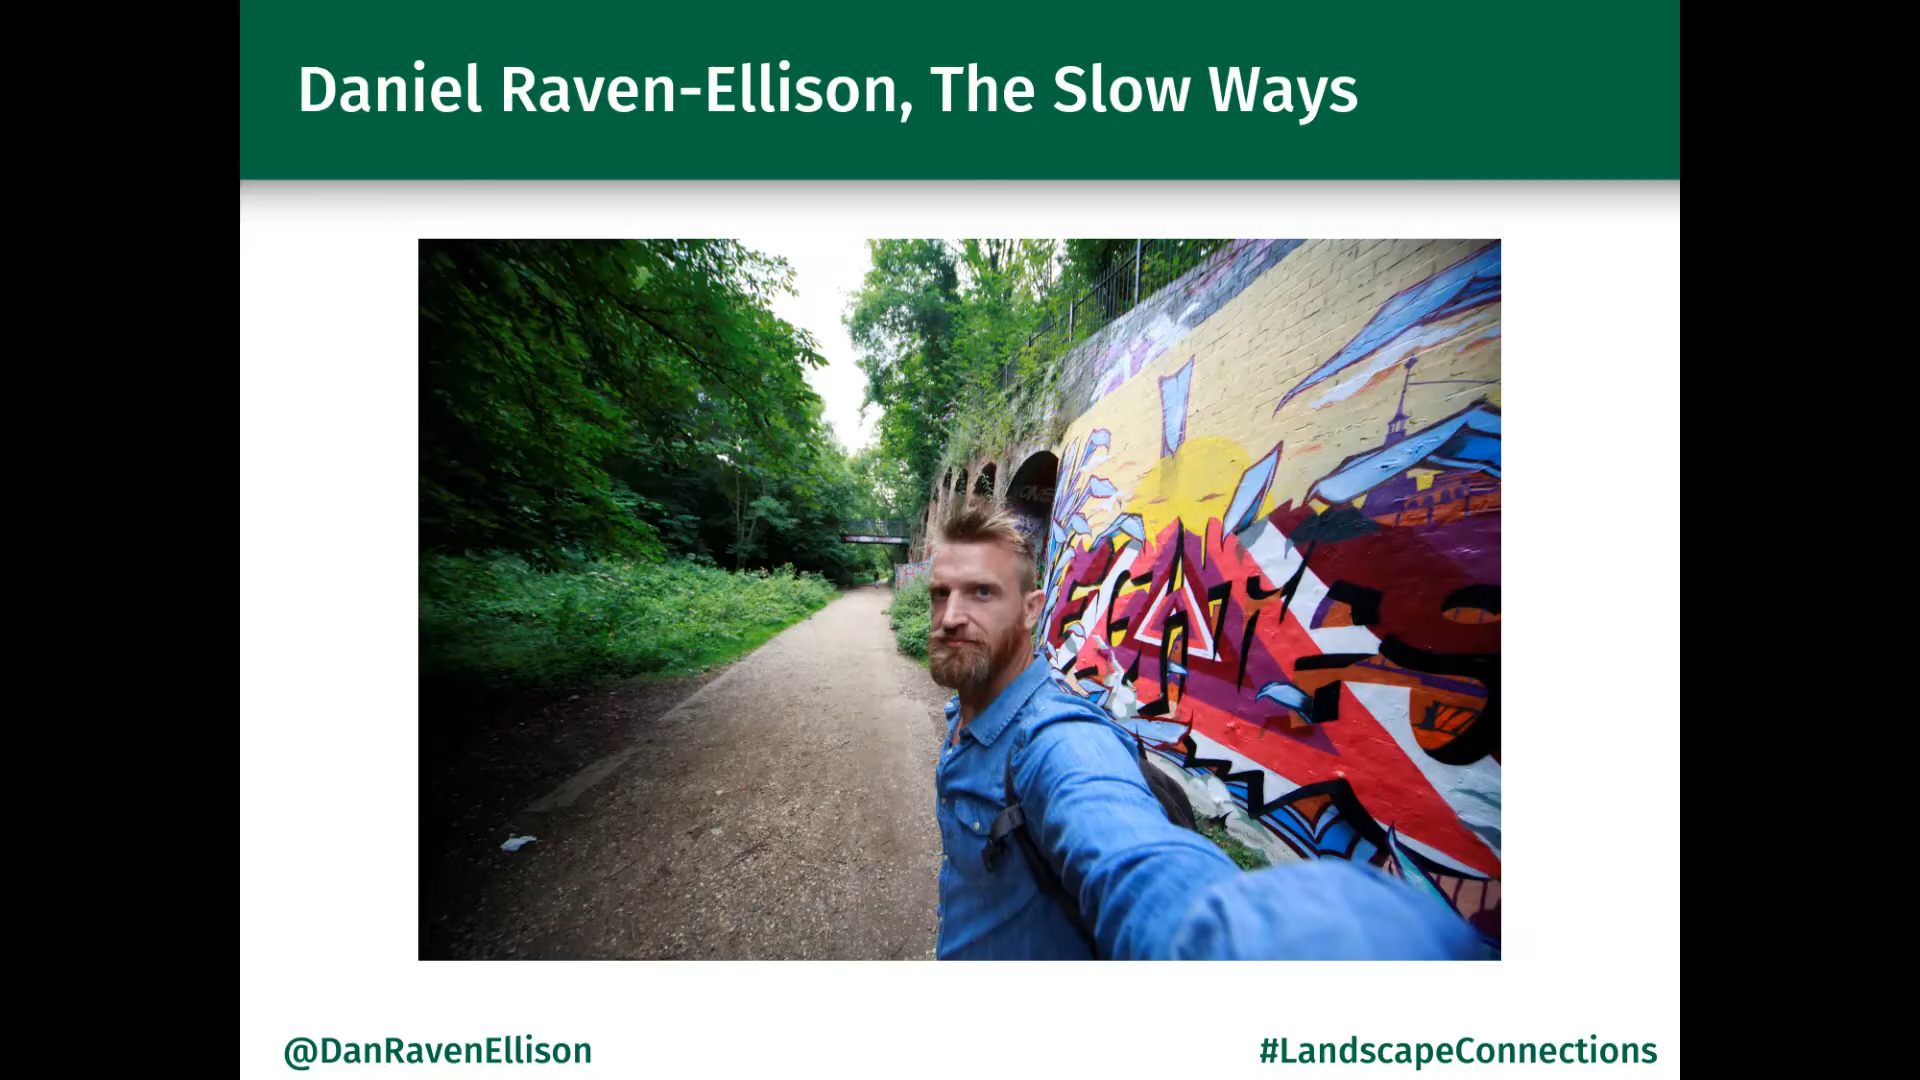 Daniel Raven-Ellison, The Slow Ways
@DanRavenEllison
#LandscapeConnections